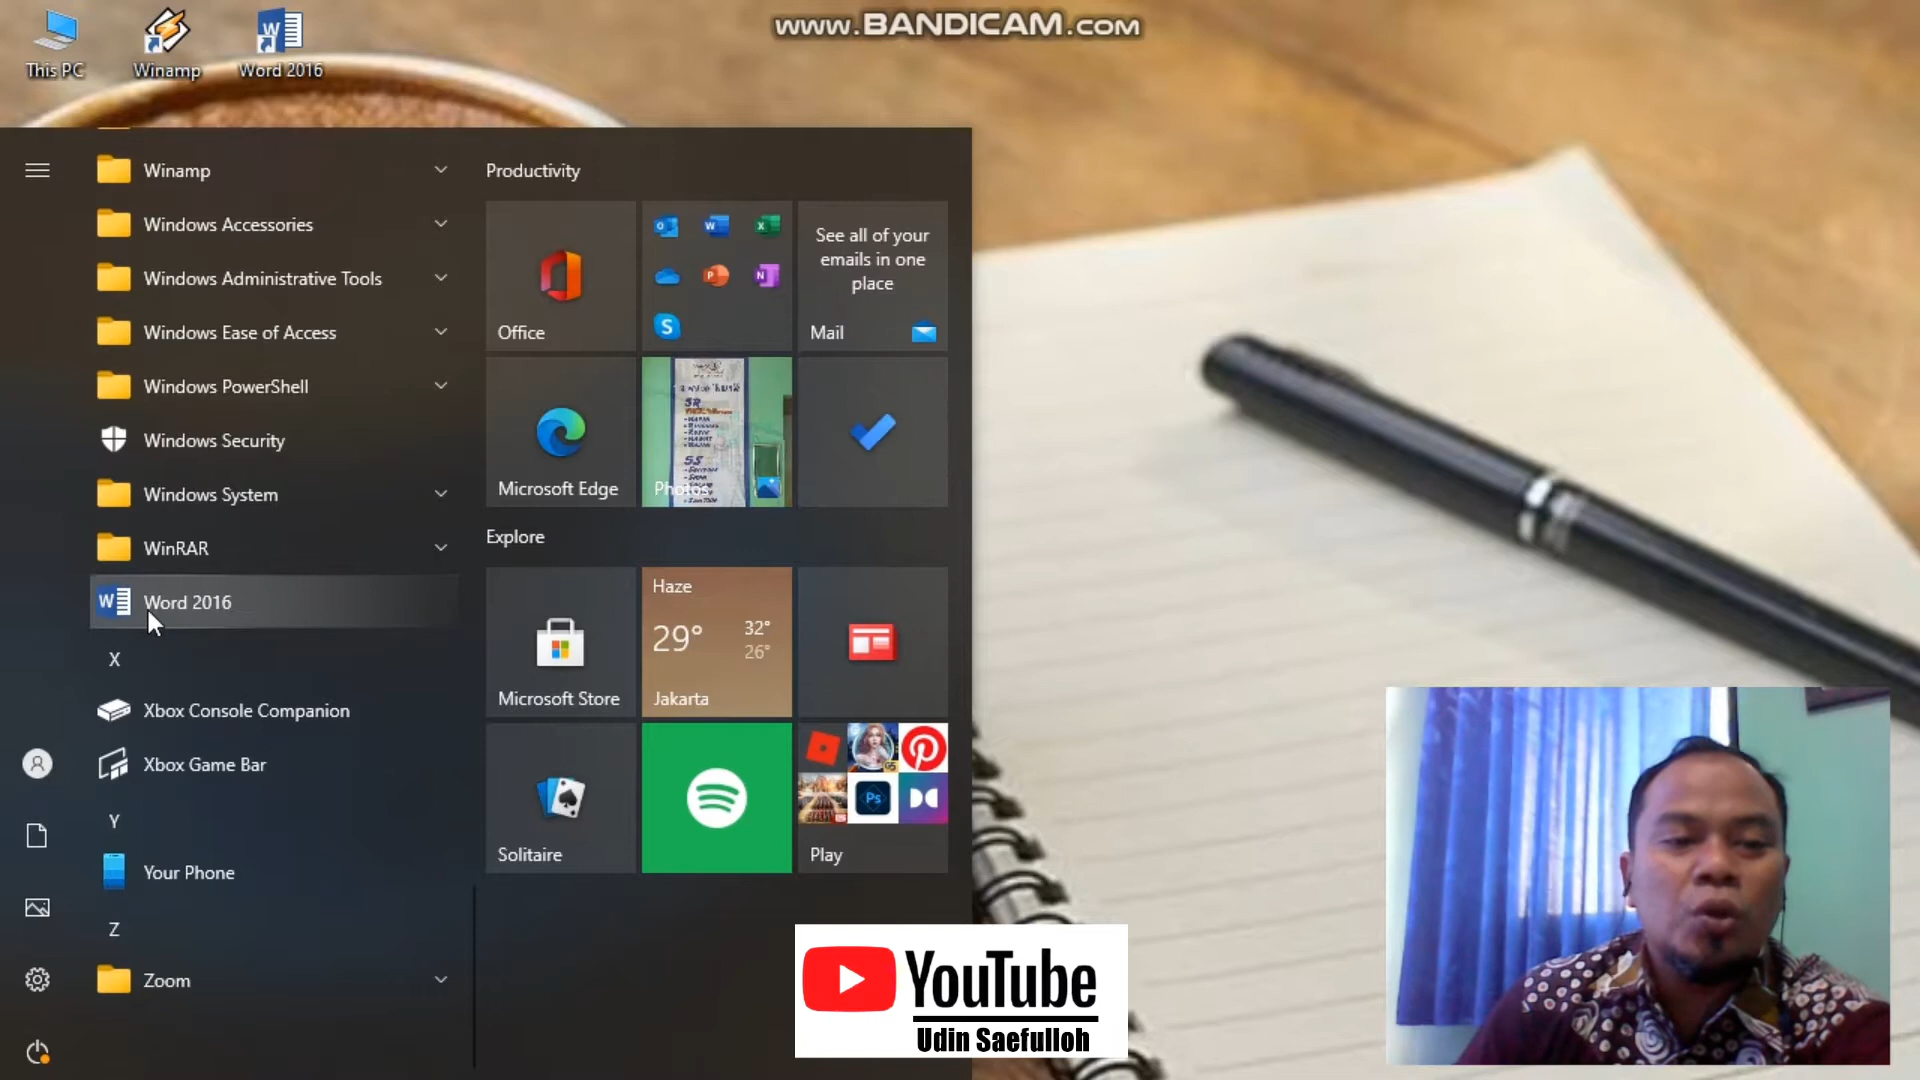 www.BANDICAM.com
This PC
Winamp
Word 2016
Winamp
Windows Accessories
Windows Administrative Tools
Windows Ease of Access
Windows PowerShell
Windows Security
Windows System
WinRAR
Word 2016
X
Xbox Console Companion
Xbox Game Bar
Y
Your Phone
Z
Zoom
Productivity
Office
See all of your
emails in one
place
Mail
Microsoft Edge
Photos
5R
5S
Explore
Microsoft Store
Haze
29°
32°
26°
Jakarta
Solitaire
Play
Ps
YouTube
Udin Saefulloh